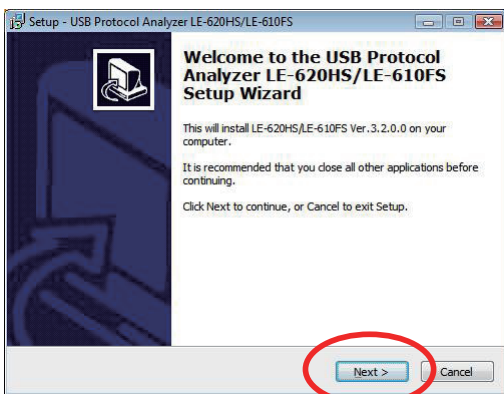 Setup - USB Protocol Analyzer LE-620HS/LE-610FS
Welcome to the USB Protocol
Analyzer LE-620HS/LE-610FS
Setup Wizard
This will install LE-620HS/LE-610FS Ver.3.2.0.0 on your
computer.
It is recommended that you close all other applications before
continuing.
Click Next to continue, or Cancel to exit Setup.
Next >
Cancel